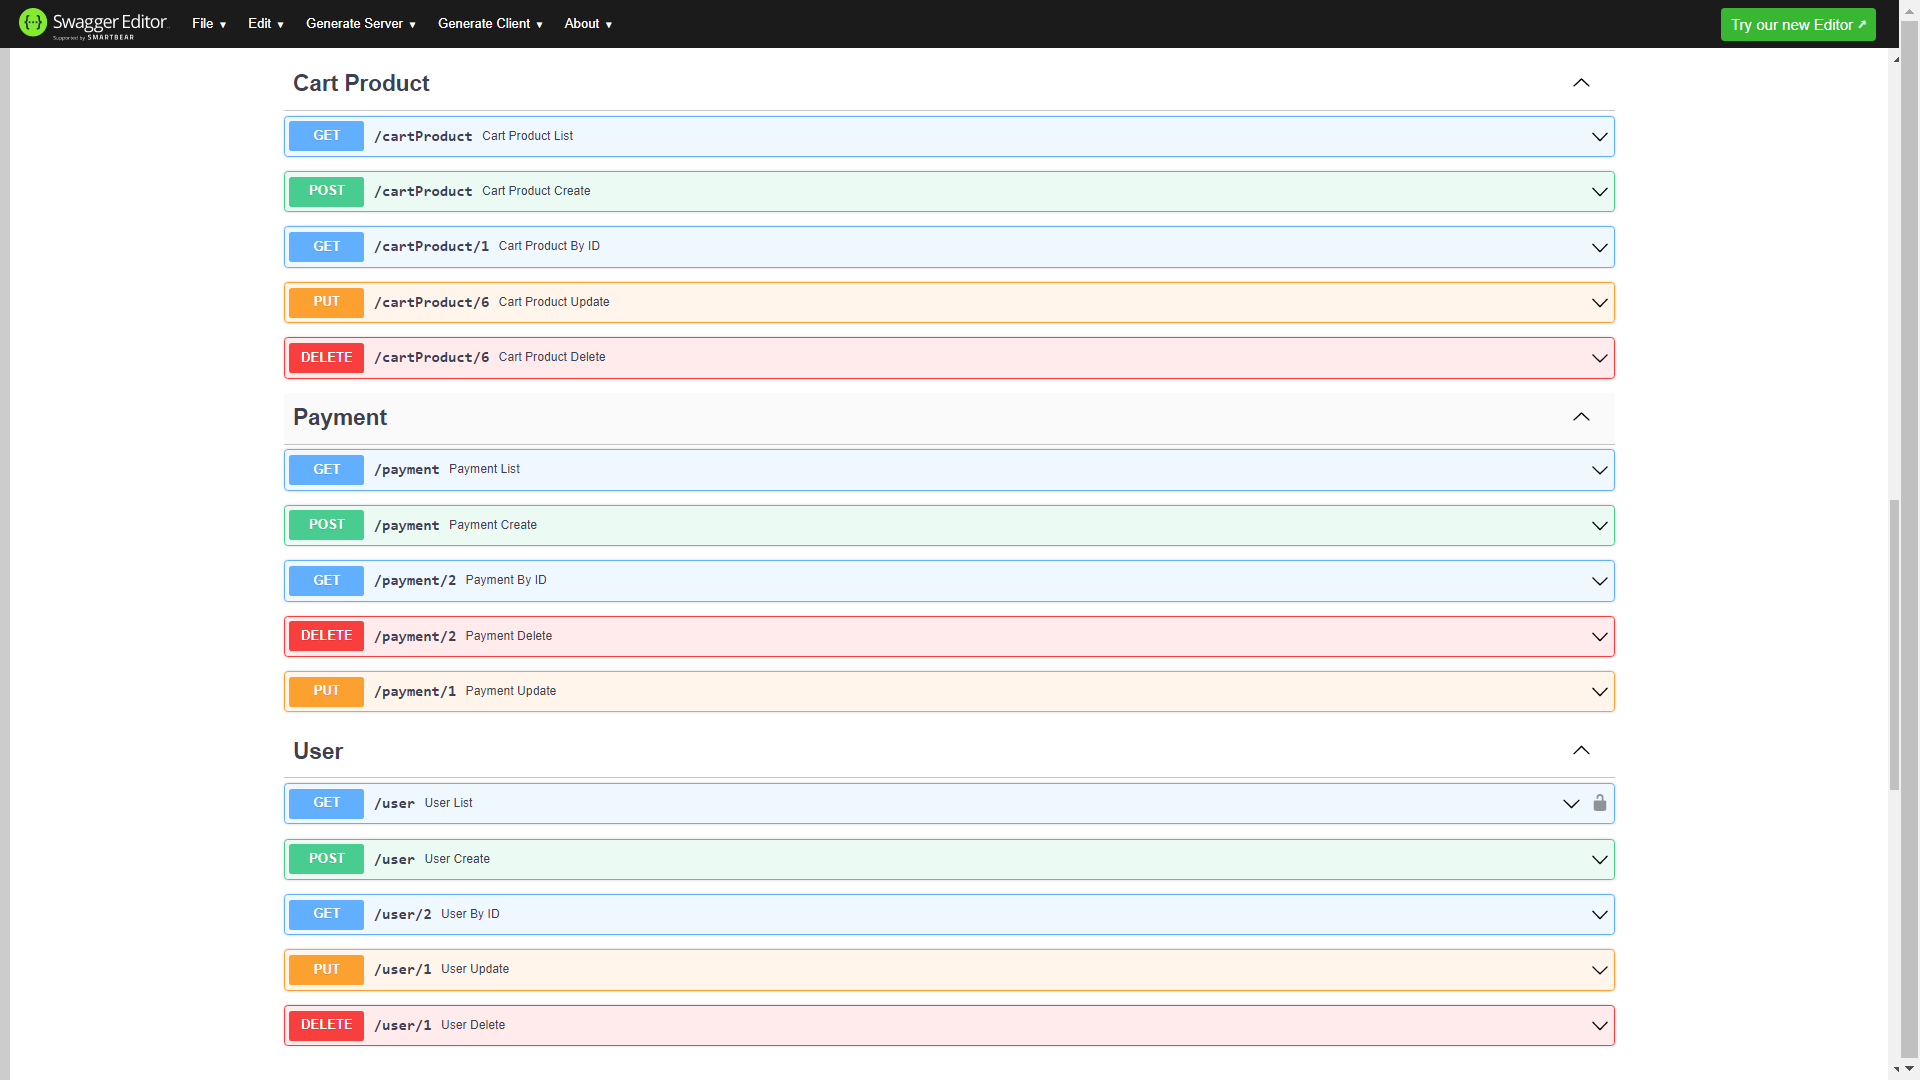 Swagger Editor File ▾ Edit ▾ Generate Server ▾ Generate Client ▾ About ▾ Try our new Editor ↗
Supported by SMARTBEAR
Cart Product
GET /cartProduct Cart Product List
POST /cartProduct Cart Product Create
GET /cartProduct/1 Cart Product By ID
PUT /cartProduct/6 Cart Product Update
DELETE /cartProduct/6 Cart Product Delete
Payment
GET /payment Payment List
POST /payment Payment Create
GET /payment/2 Payment By ID
DELETE /payment/2 Payment Delete
PUT /payment/1 Payment Update
User
GET /user User List
POST /user User Create
GET /user/2 User By ID
PUT /user/1 User Update
DELETE /user/1 User Delete